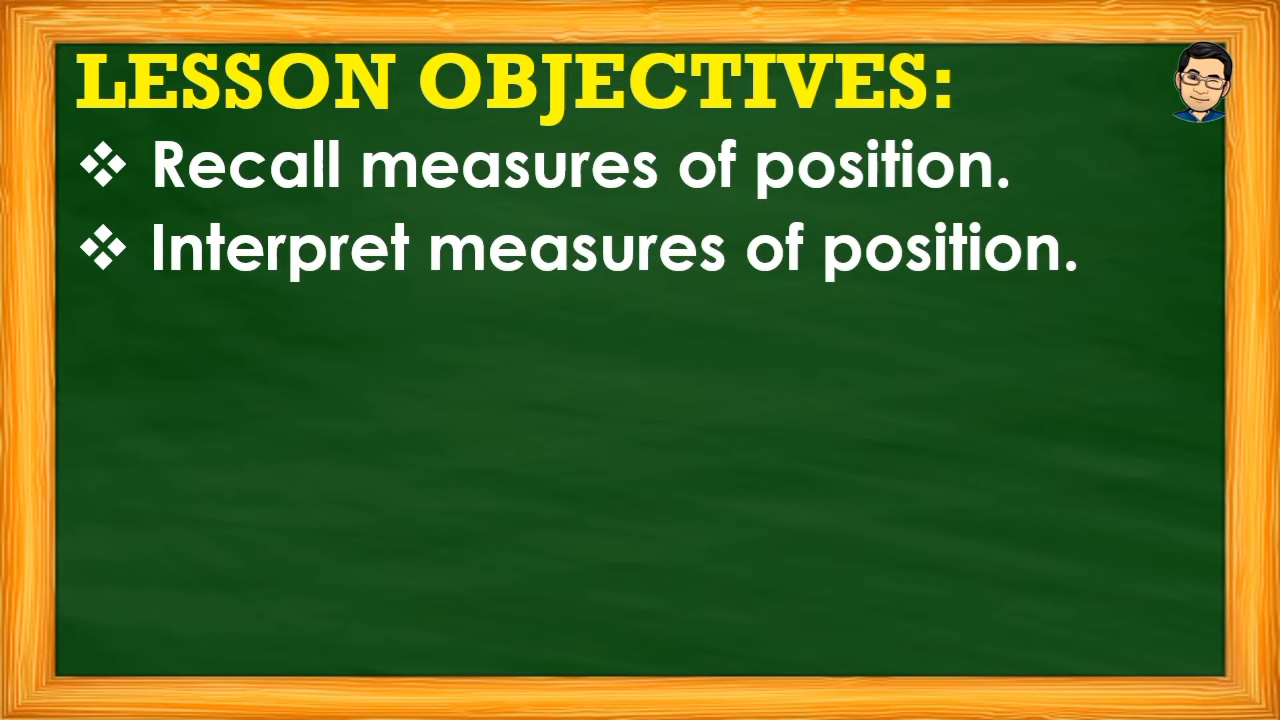 LESSON OBJECTIVES:
❖ Recall measures of position.
❖ Interpret measures of position.